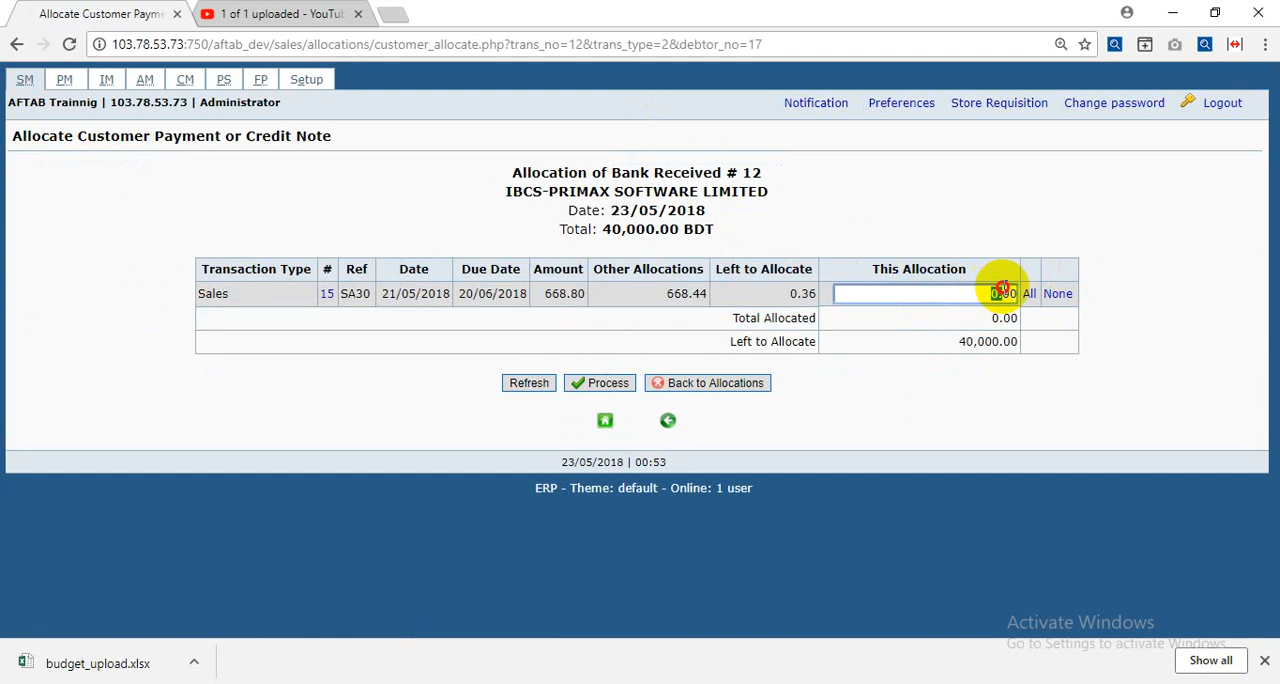 Allocate Customer Payme
1 of 1 uploaded - YouTu
103.78.53.73:750/aftab_dev/sales/allocations/customer_allocate.php?trans_no=12&trans_type=2&debtor_no=17
SM PM IM AM CM PS FP Setup
AFTAB Trainnig | 103.78.53.73 | Administrator
Notification Preferences Store Requisition Change password Logout
Allocate Customer Payment or Credit Note
Allocation of Bank Received # 12
IBCS-PRIMAX SOFTWARE LIMITED
Date: 23/05/2018
Total: 40,000.00 BDT
Transaction Type # Ref Date Due Date Amount Other Allocations Left to Allocate This Allocation
Sales 15 SA30 21/05/2018 20/06/2018 668.80 668.44 0.36 0.00 All None
Total Allocated 0.00
Left to Allocate 40,000.00
Refresh Process Back to Allocations
23/05/2018 | 00:53
ERP - Theme: default - Online: 1 user
Activate Windows
Go to Settings to activate Windows.
budget_upload.xlsx
Show all